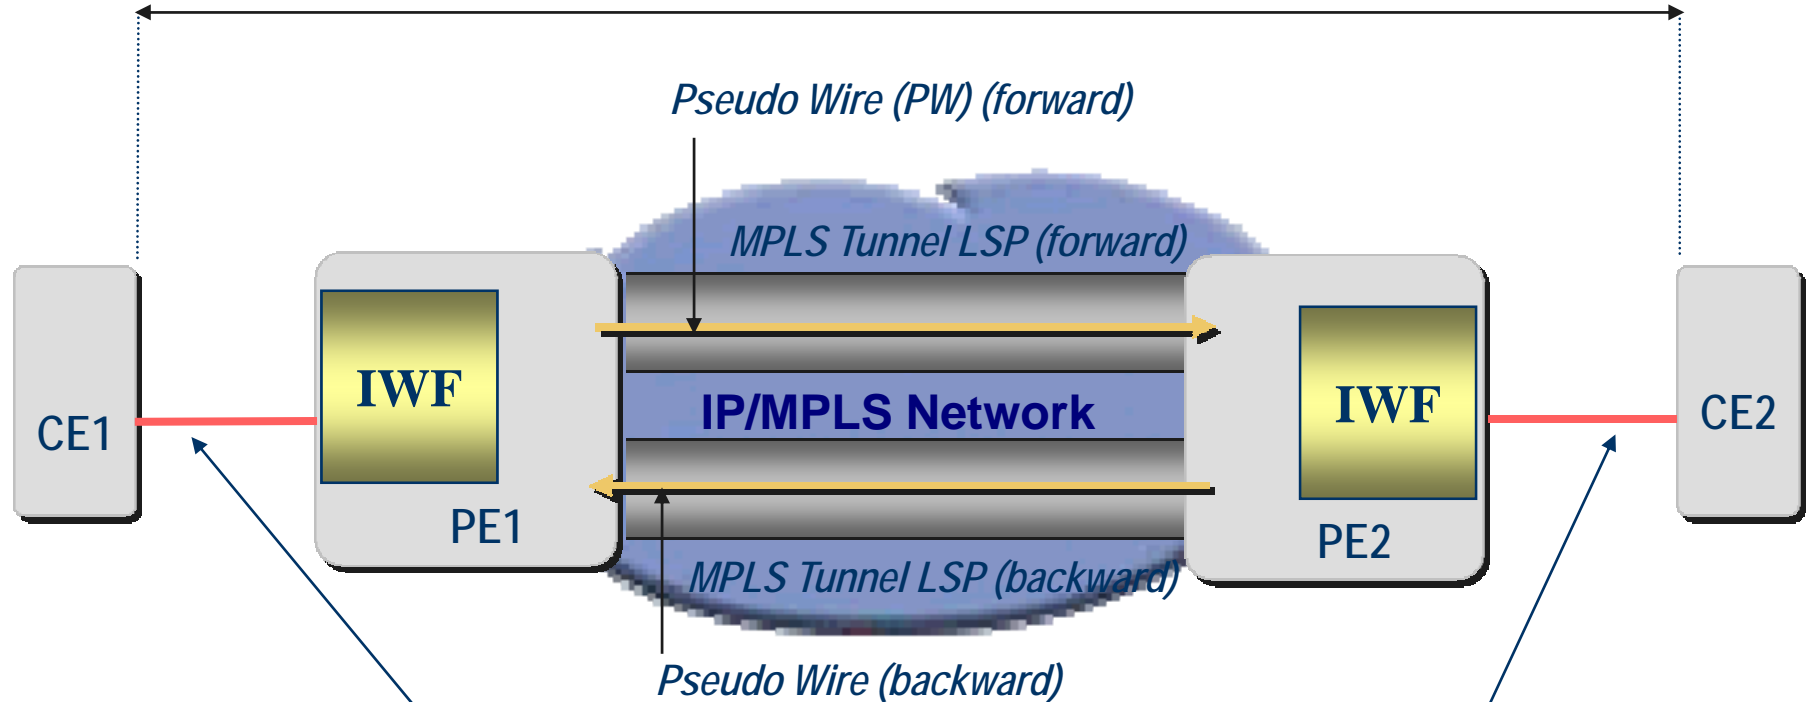 Pseudo Wire (PW) (forward)
MPLS Tunnel LSP (forward)
IWF
IWF
IP/MPLS Network
CE1
CE2
PE1
PE2
MPLS Tunnel LSP (backward)
Pseudo Wire (backward)